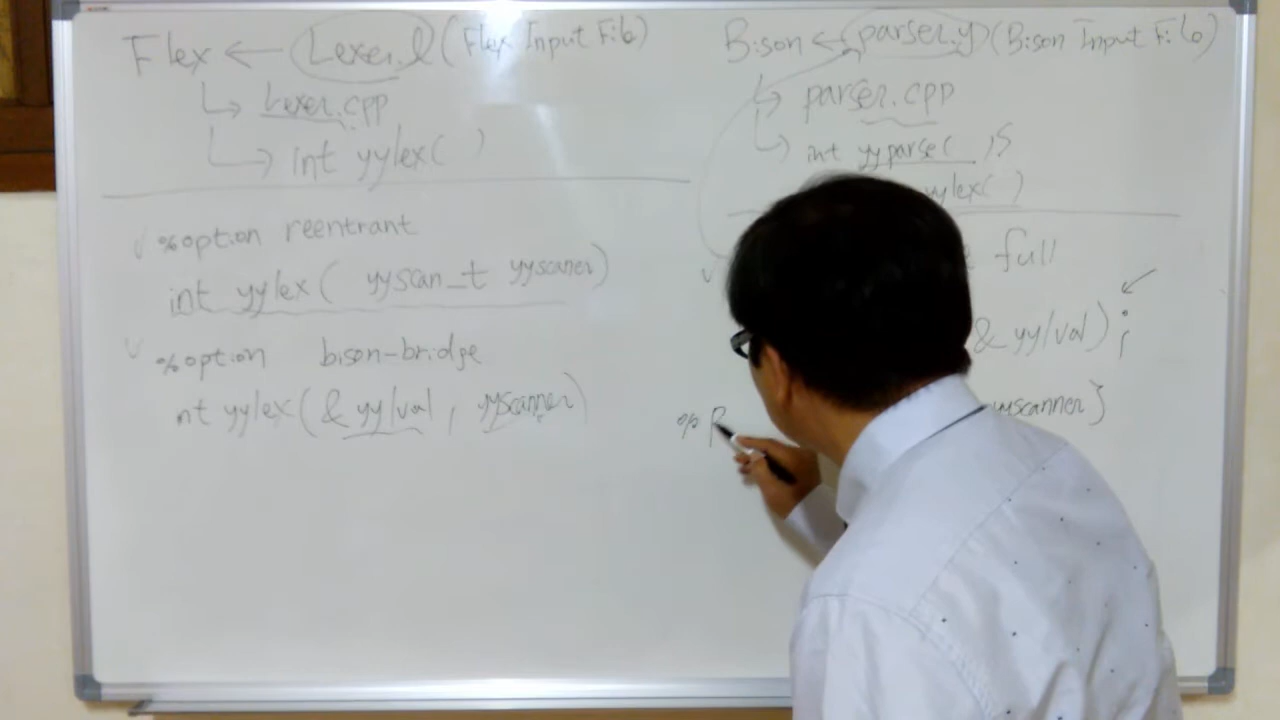 Flex ← Lexer.l (Flex Input File)
↳ Lexer.cpp
↳ int yylex( )
%option reentrant
int yylex( yyscan_t yyscaner)
%option bison-bridge
int yylex( & yylval , yyscanner)
Bison ← parser.y (Bison Input File)
↳ parser.cpp
↳ int yyparse( )
yylex( )
full
& yylval) ;
yyscanner}
%p